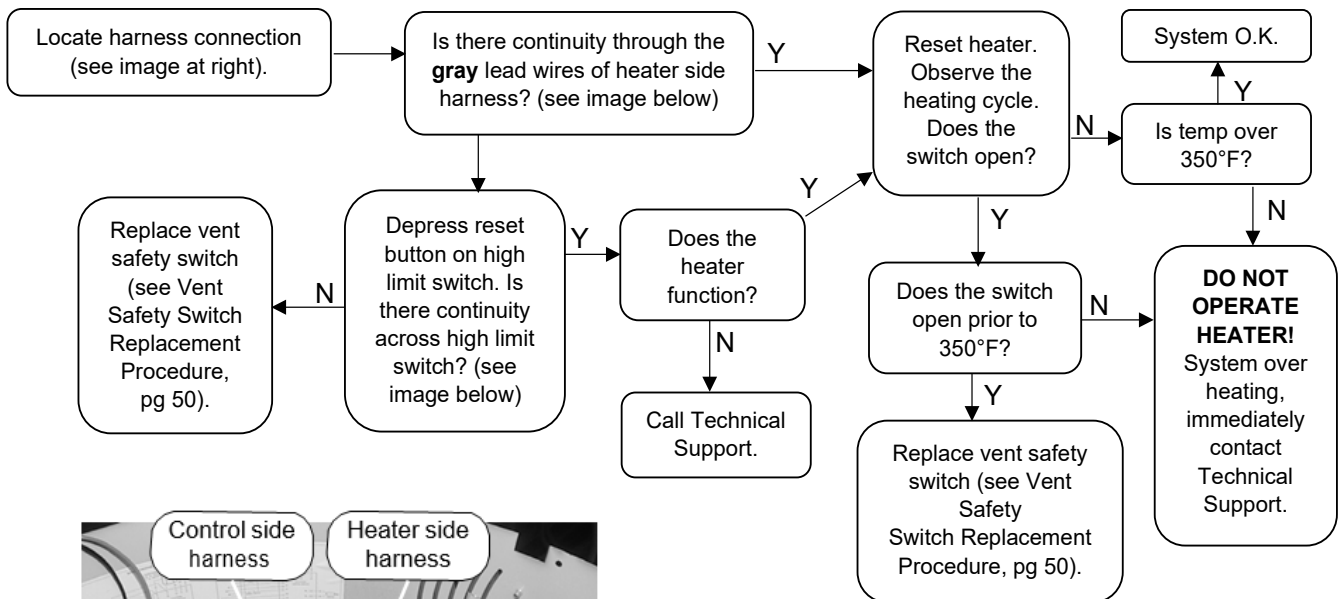 Locate harness connection
(see image at right).
Is there continuity through the
gray lead wires of heater side
harness? (see image below)
Y
Reset heater.
Observe the
heating cycle.
Does the
switch open?
N
Is temp over
350°F?
Y
System O.K.
N
DO NOT
OPERATE
HEATER!
System over
heating,
immediately
contact
Technical
Support.
Y
Does the switch
open prior to
350°F?
N
Y
Replace vent safety
switch (see Vent
Safety
Switch Replacement
Procedure, pg 50).
Depress reset
button on high
limit switch. Is
there continuity
across high limit
switch? (see
image below)
N
Replace vent
safety switch
(see Vent
Safety Switch
Replacement
Procedure,
pg 50).
Y
Does the
heater
function?
Y
N
Call Technical
Support.
Control side
harness
Heater side
harness